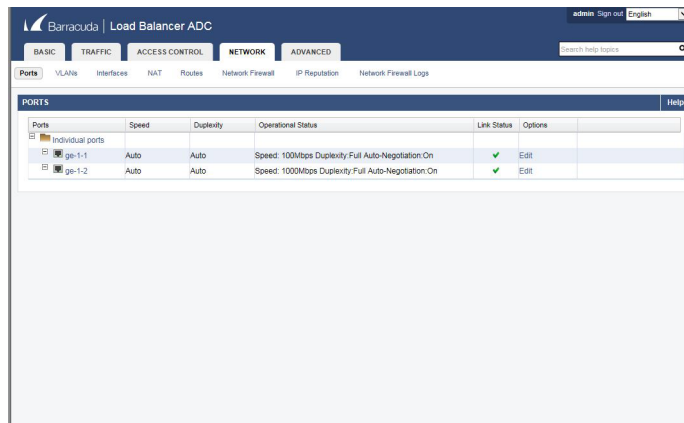 admin Sign out English
Barracuda | Load Balancer ADC
BASIC TRAFFIC ACCESS CONTROL NETWORK ADVANCED Search help topics
Ports VLANs Interfaces NAT Routes Network Firewall IP Reputation Network Firewall Logs
PORTS Help
Ports Speed Duplexity Operational Status Link Status Options
Individual ports
ge-1-1 Auto Auto Speed: 100Mbps Duplexity:Full Auto-Negotiation:On Edit
ge-1-2 Auto Auto Speed: 1000Mbps Duplexity:Full Auto-Negotiation:On Edit